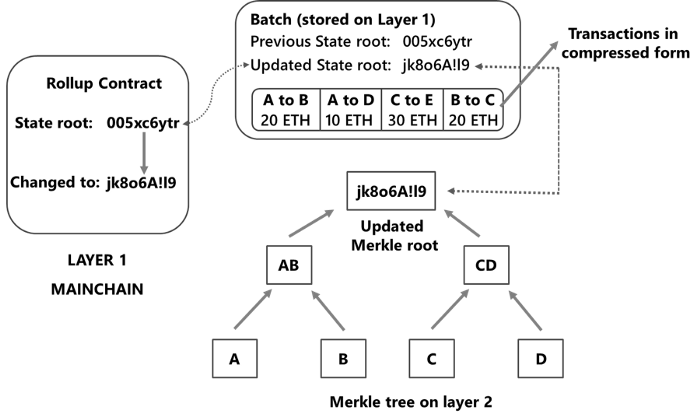 Batch (stored on Layer 1)
Previous State root: 005xc6ytr
Updated State root: jk8o6A!l9
A to B
20 ETH
A to D
10 ETH
C to E
30 ETH
B to C
20 ETH
Transactions in
compressed form
Rollup Contract
State root: 005xc6ytr
Changed to: jk8o6A!l9
LAYER 1
MAINCHAIN
jk8o6A!l9
Updated
Merkle root
AB
CD
A
B
C
D
Merkle tree on layer 2